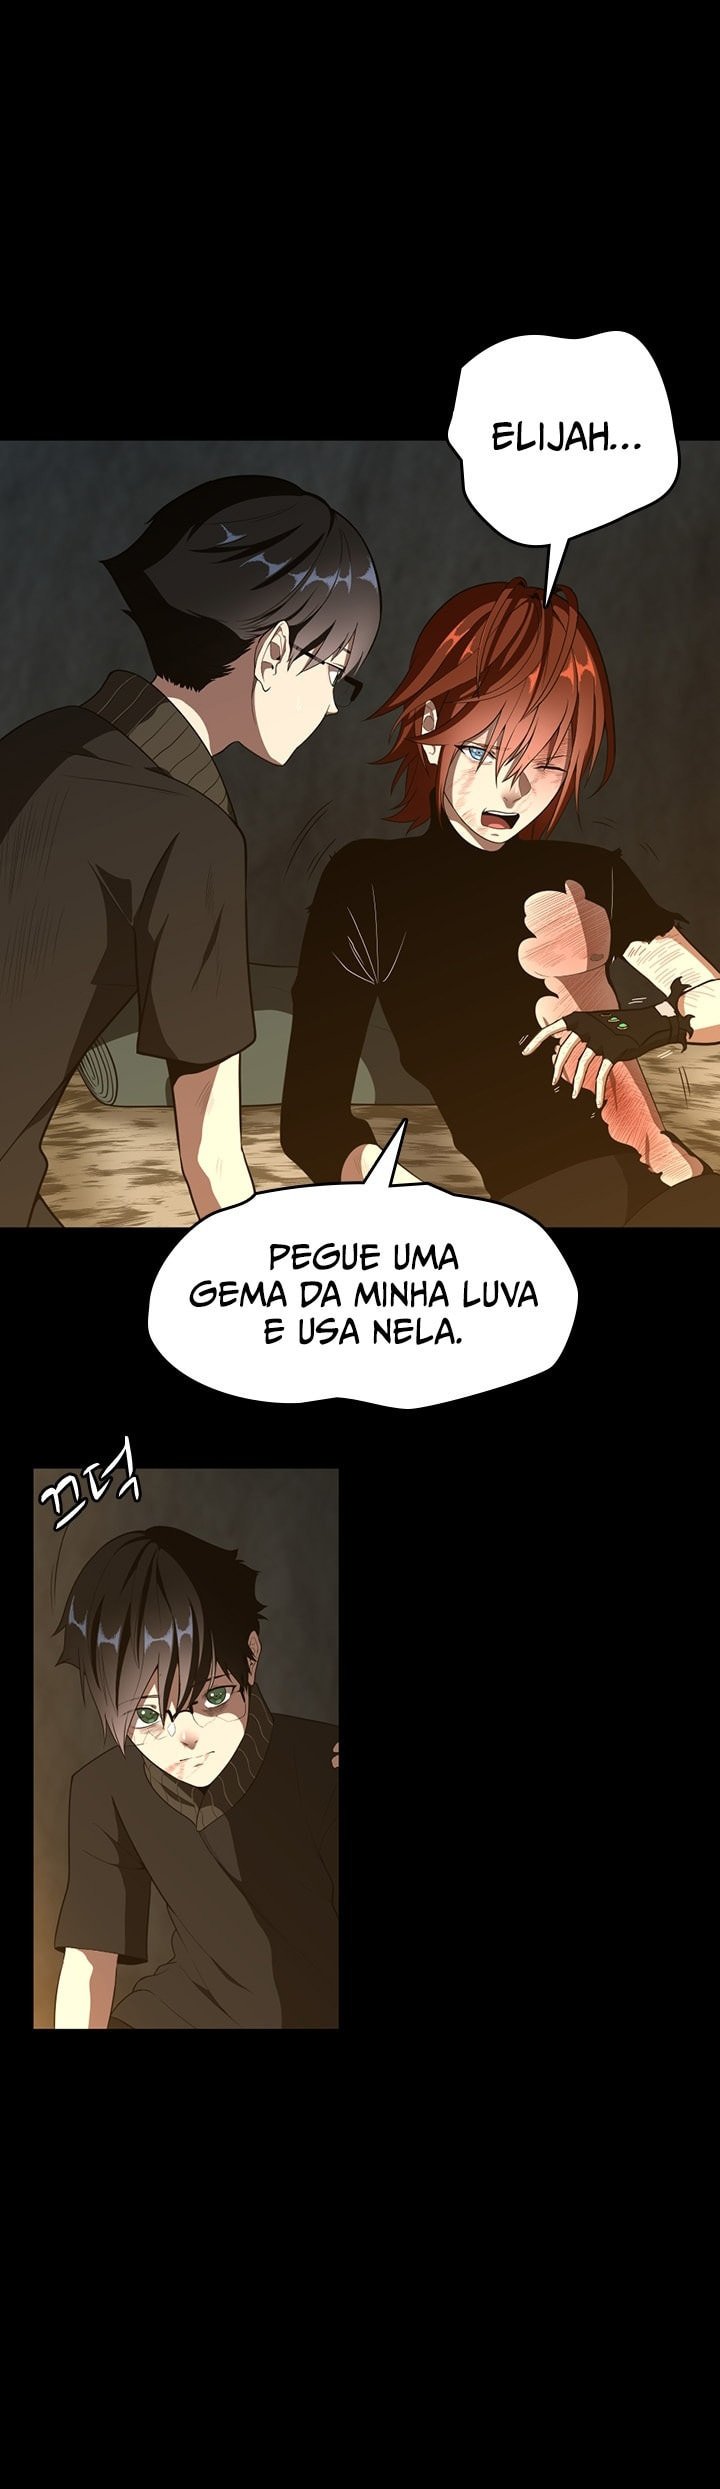 ELIJAH...
PEGUE UMA
GEMA DA MINHA LUVA
E USA NELA.
끄덕